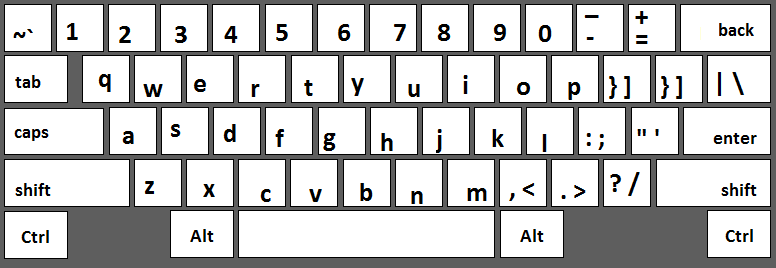 ~` 1 2 3 4 5 6 7 8 9 0 _ - + = back
tab q w e r t y u i o p } ] } ] | \
caps a s d f g h j k l : ; " ' enter
shift z x c v b n m , < . > ? / shift
Ctrl Alt Alt Ctrl